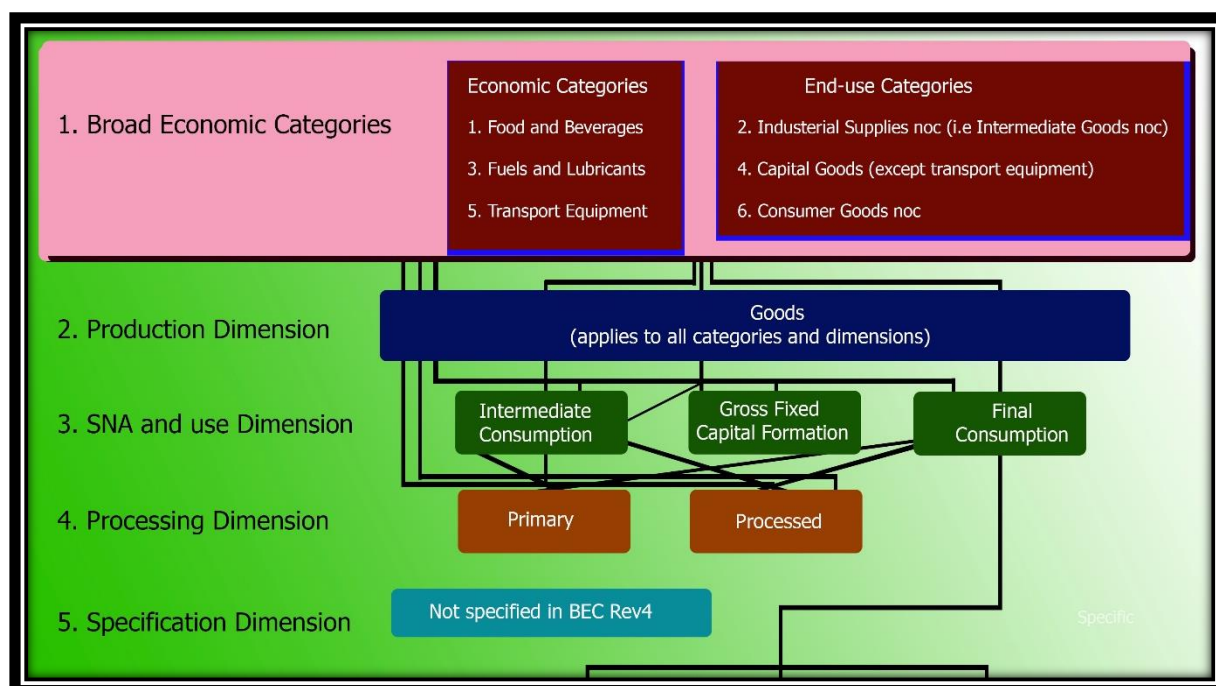 1. Broad Economic Categories
Economic Categories
1. Food and Beverages
3. Fuels and Lubricants
5. Transport Equipment
End-use Categories
2. Industerial Supplies noc (i.e Intermediate Goods noc)
4. Capital Goods (except transport equipment)
6. Consumer Goods noc
2. Production Dimension
Goods
(applies to all categories and dimensions)
3. SNA and use Dimension
Intermediate
Consumption
Gross Fixed
Capital Formation
Final
Consumption
4. Processing Dimension
Primary
Processed
5. Specification Dimension
Not specified in BEC Rev4
Specific